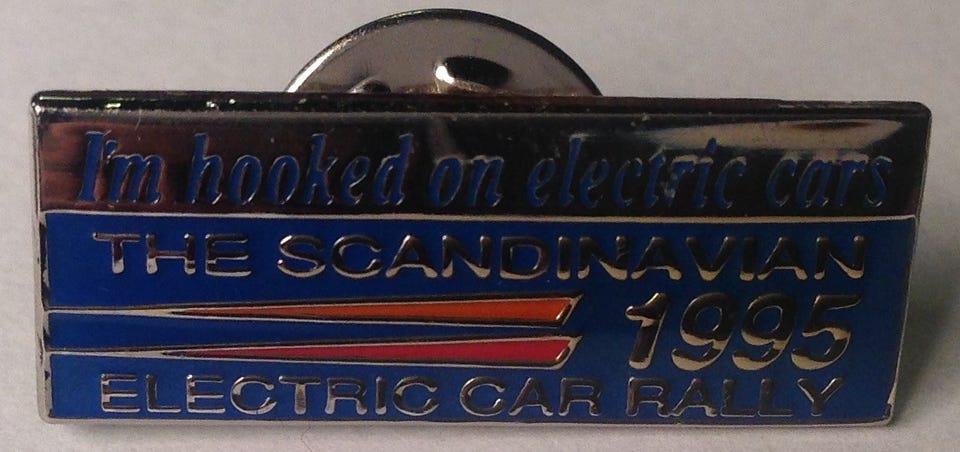 I'm hooked on electric cars
THE SCANDINAVIAN
1995
ELECTRIC CAR RALLY